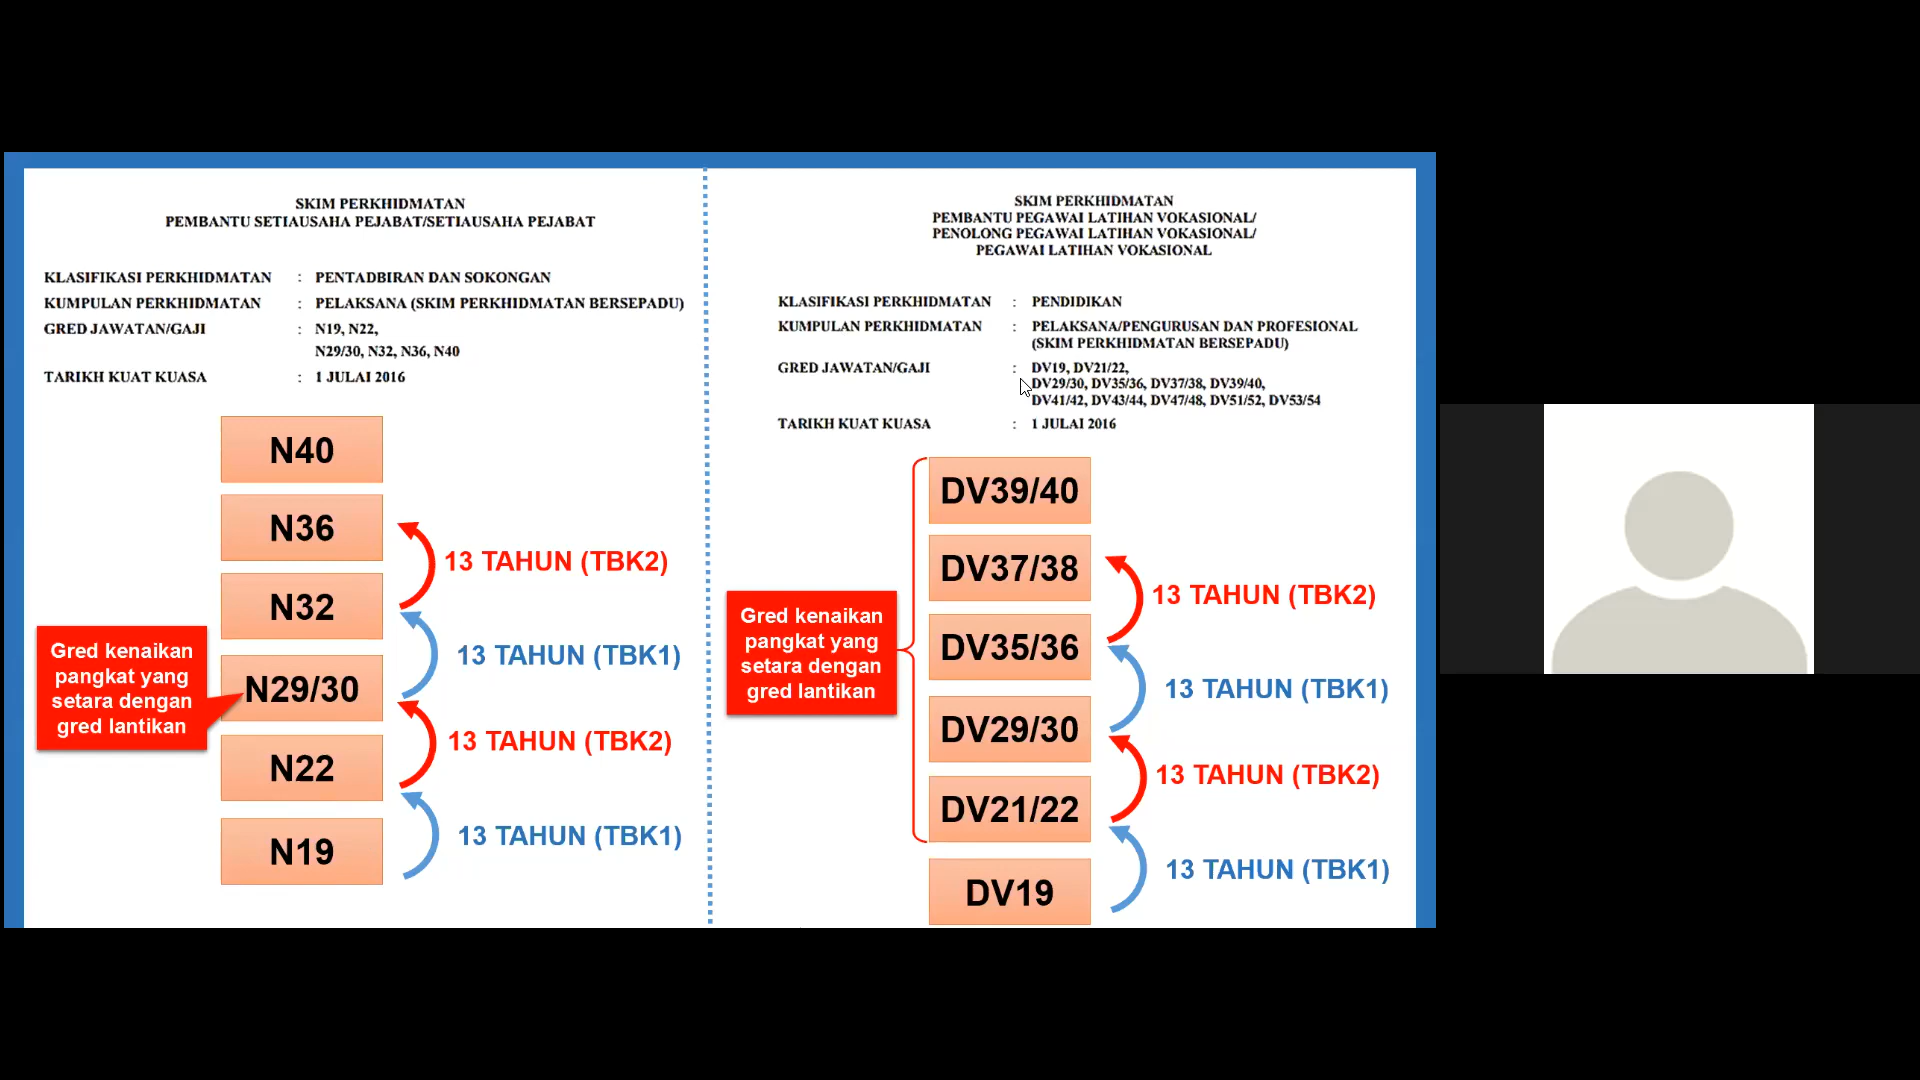 SKIM PERKHIDMATAN
PEMBANTU SETIAUSAHA PEJABAT/SETIAUSAHA PEJABAT
KLASIFIKASI PERKHIDMATAN : PENTADBIRAN DAN SOKONGAN
KUMPULAN PERKHIDMATAN : PELAKSANA (SKIM PERKHIDMATAN BERSEPADU)
GRED JAWATAN/GAJI : N19, N22,
N29/30, N32, N36, N40
TARIKH KUAT KUASA : 1 JULAI 2016
N40
N36
13 TAHUN (TBK2)
N32
13 TAHUN (TBK1)
Gred kenaikan
pangkat yang
setara dengan
gred lantikan
N29/30
13 TAHUN (TBK2)
N22
13 TAHUN (TBK1)
N19
SKIM PERKHIDMATAN
PEMBANTU PEGAWAI LATIHAN VOKASIONAL/
PENOLONG PEGAWAI LATIHAN VOKASIONAL/
PEGAWAI LATIHAN VOKASIONAL
KLASIFIKASI PERKHIDMATAN : PENDIDIKAN
KUMPULAN PERKHIDMATAN : PELAKSANA/PENGURUSAN DAN PROFESIONAL
(SKIM PERKHIDMATAN BERSEPADU)
GRED JAWATAN/GAJI : DV19, DV21/22,
DV29/30, DV35/36, DV37/38, DV39/40,
DV41/42, DV43/44, DV47/48, DV51/52, DV53/54
TARIKH KUAT KUASA : 1 JULAI 2016
DV39/40
DV37/38
13 TAHUN (TBK2)
Gred kenaikan
pangkat yang
setara dengan
gred lantikan
DV35/36
13 TAHUN (TBK1)
DV29/30
13 TAHUN (TBK2)
DV21/22
13 TAHUN (TBK1)
DV19